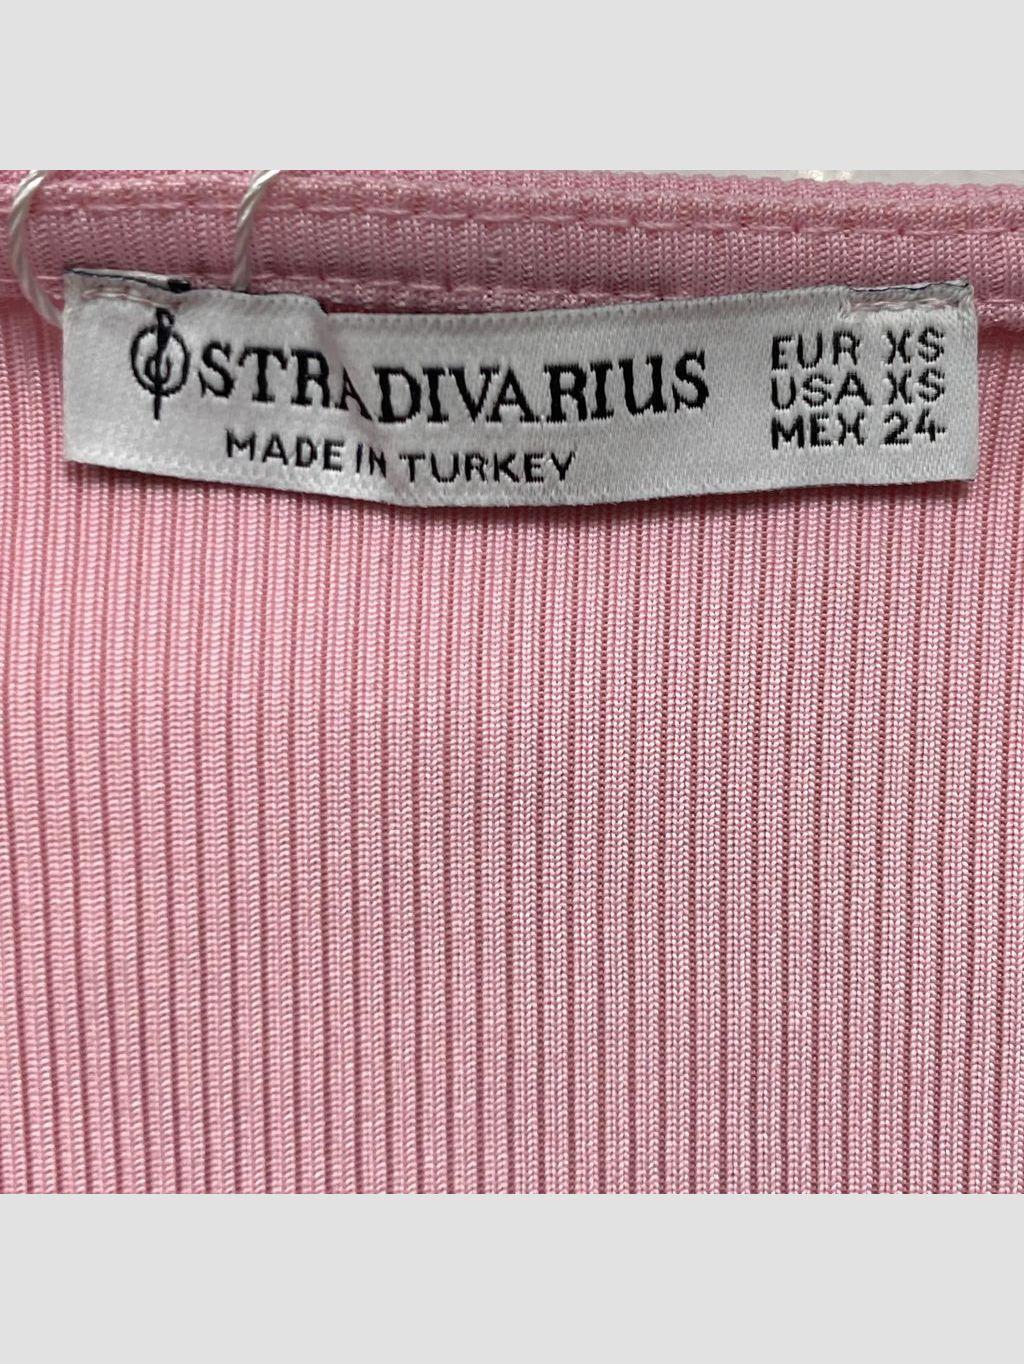 STRADIVARIUS
MADE IN TURKEY
EUR XS
USA XS
MEX 24